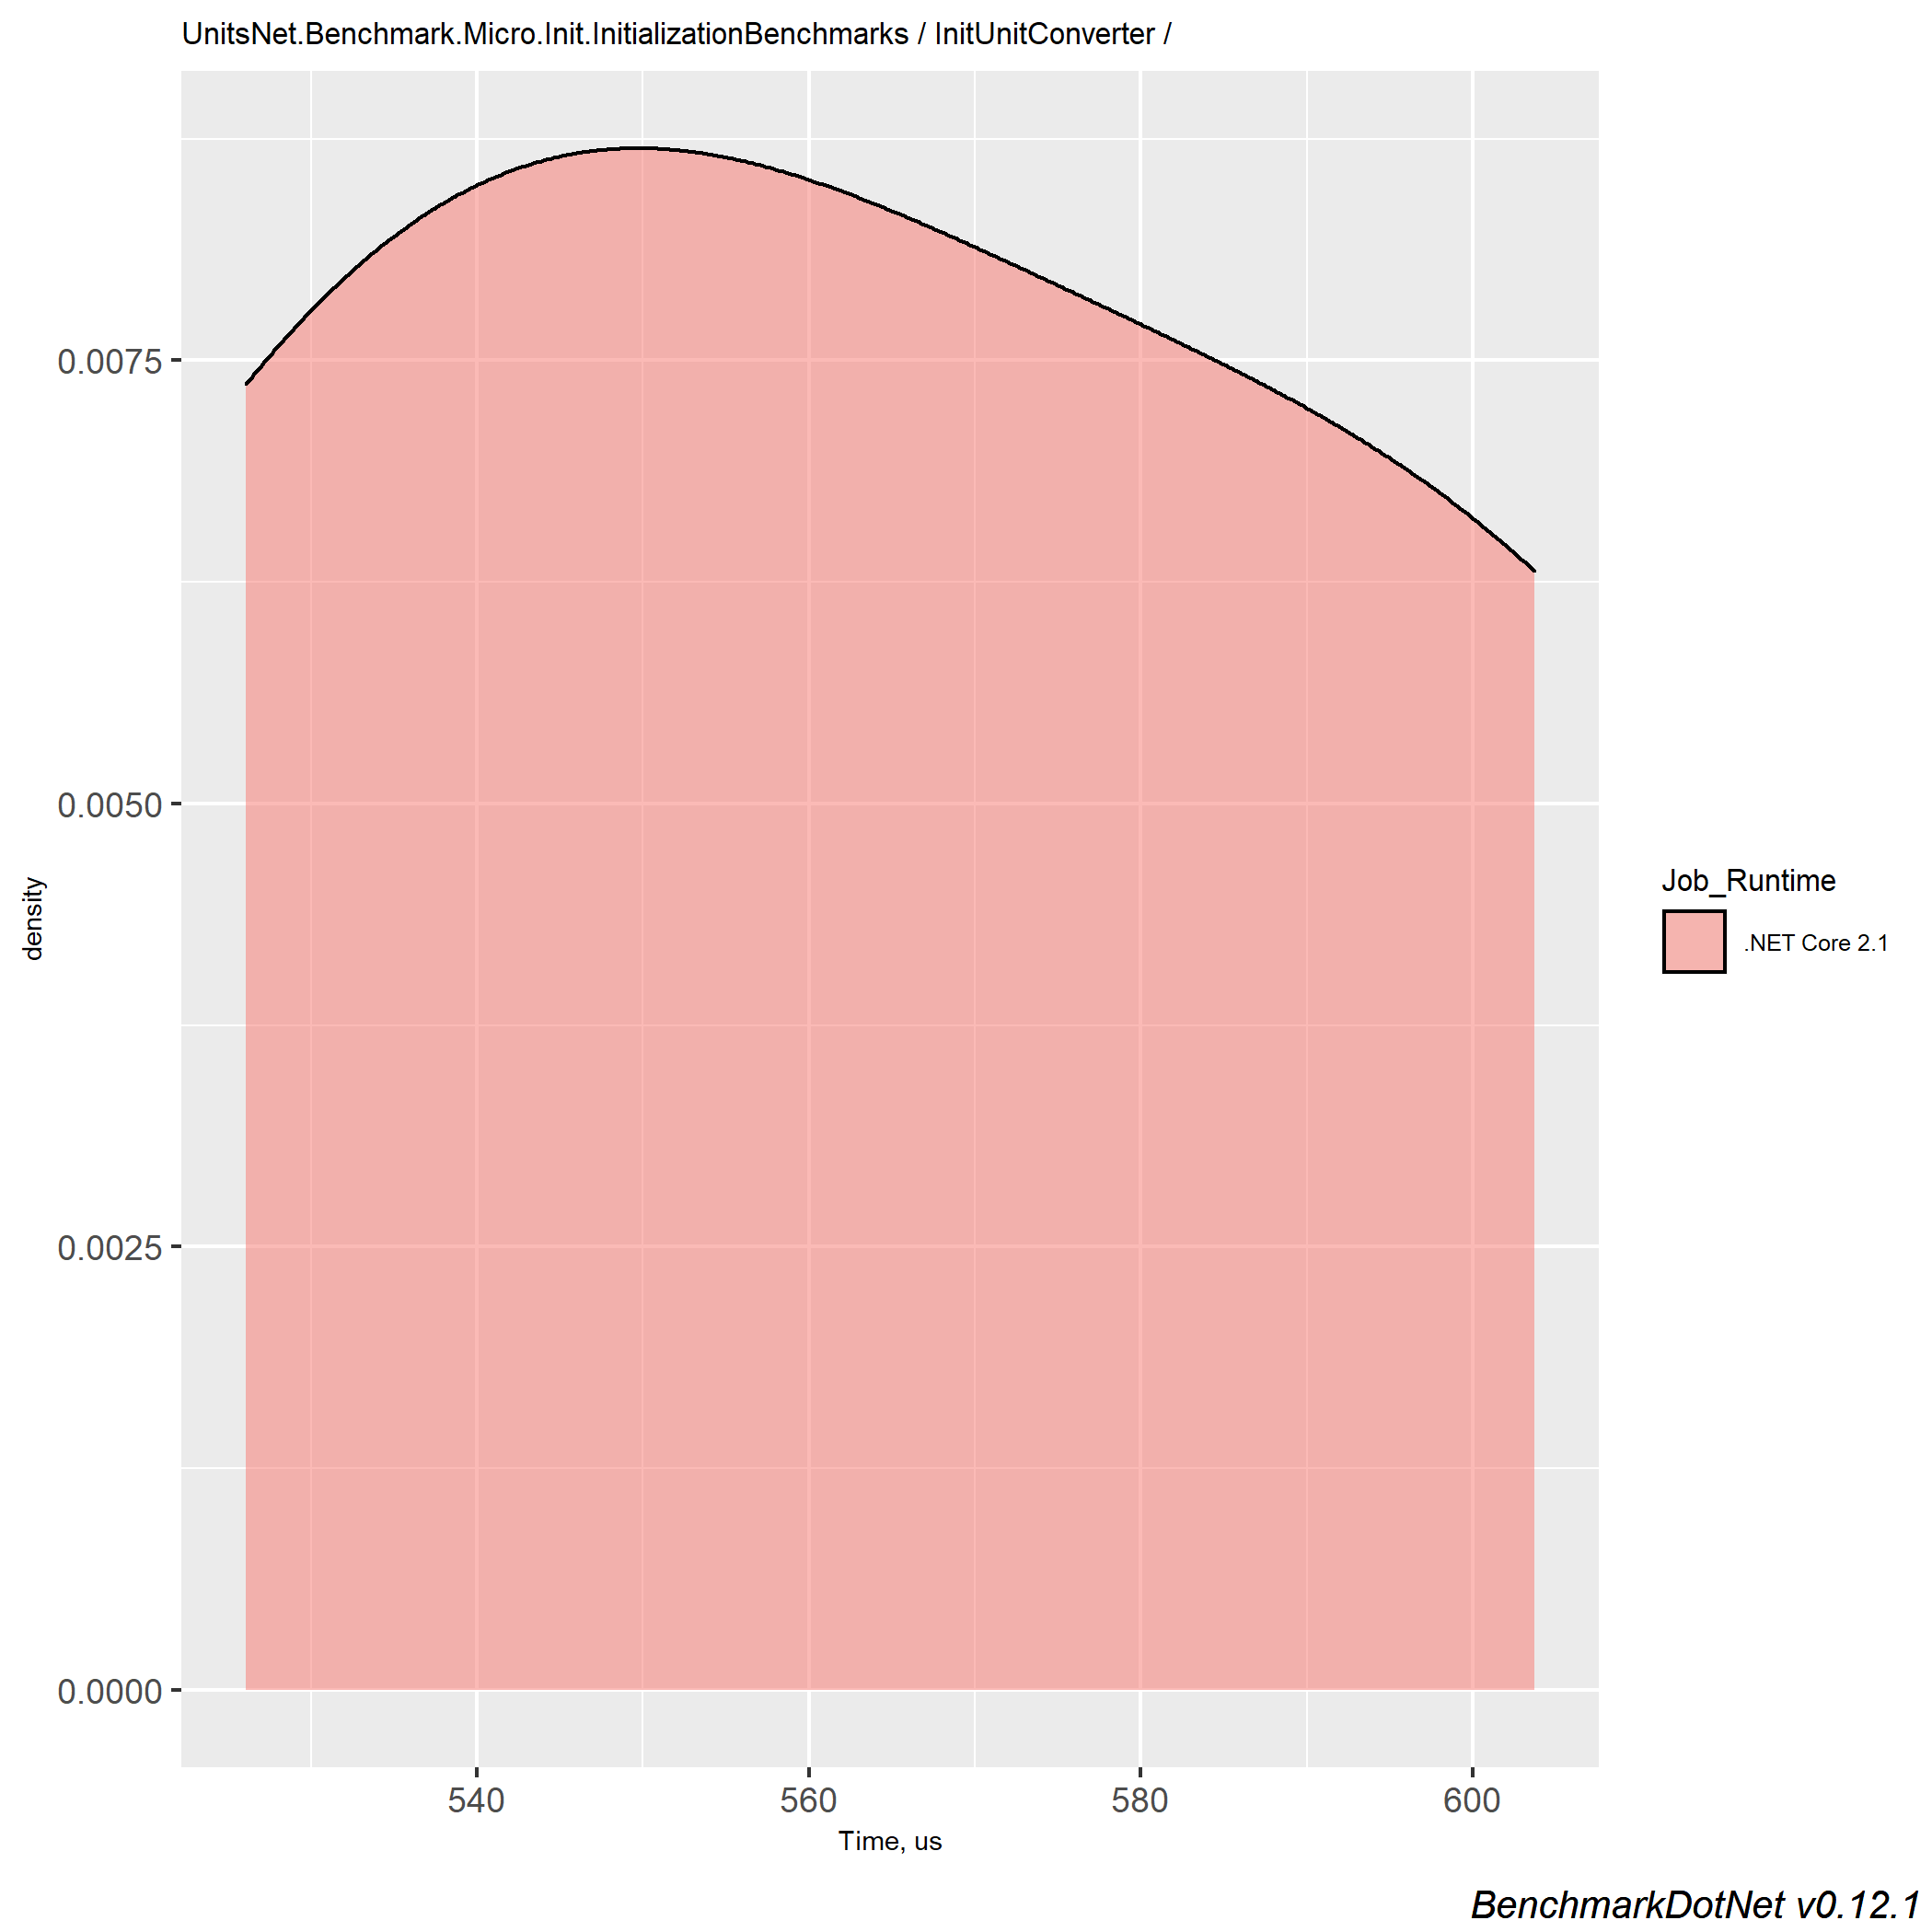 UnitsNet.Benchmark.Micro.Init.InitializationBenchmarks / InitUnitConverter /
0.0075
0.0050
0.0025
0.0000
density
540
560
580
600
Time, us
Job_Runtime
.NET Core 2.1
BenchmarkDotNet v0.12.1